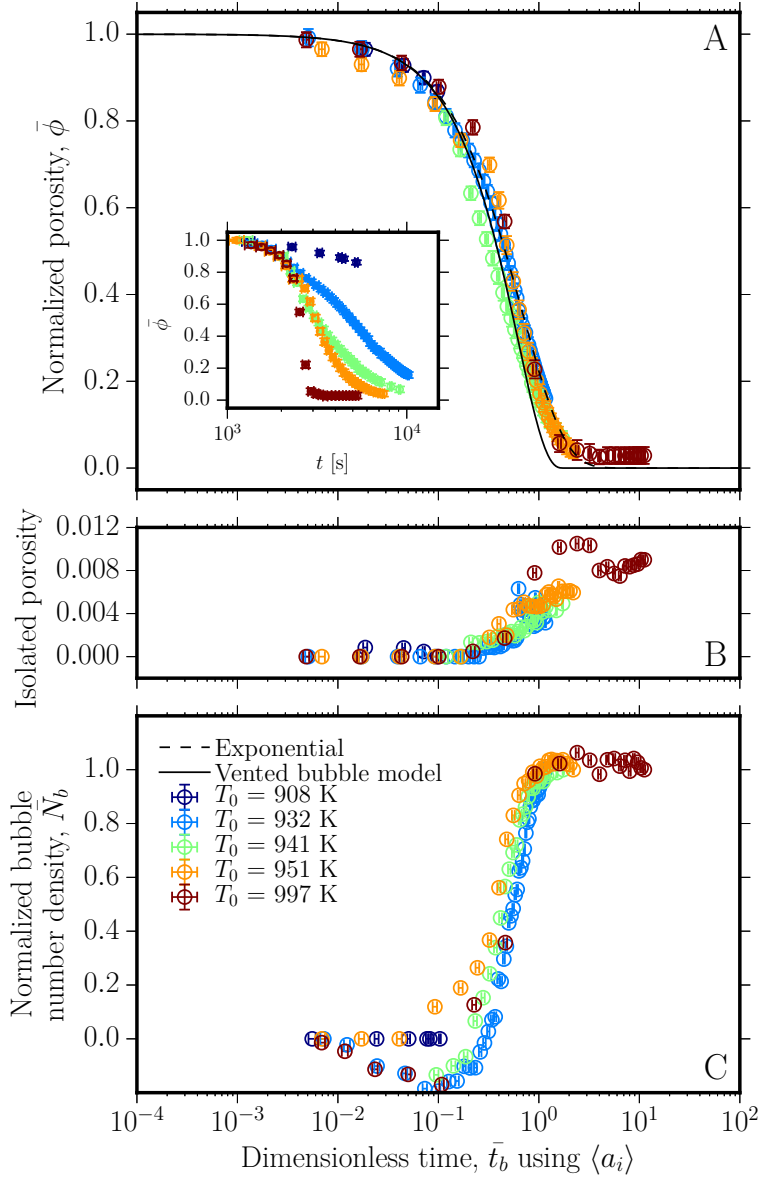 A
1.0
0.8
0.6
0.4
0.2
0.0
Normalized porosity, ϕ̄
1.0
0.8
0.6
0.4
0.2
0.0
ϕ̄
10³ 10⁴
t [s]
0.012
0.008
0.004
0.000
Isolated porosity
B
C
Exponential
Vented bubble model
T₀ = 908 K
T₀ = 932 K
T₀ = 941 K
T₀ = 951 K
T₀ = 997 K
1.0
0.8
0.6
0.4
0.2
0.0
Normalized bubble
number density, N̄_b
10⁻⁴ 10⁻³ 10⁻² 10⁻¹ 10⁰ 10¹ 10²
Dimensionless time, t̄_b using ⟨a_i⟩